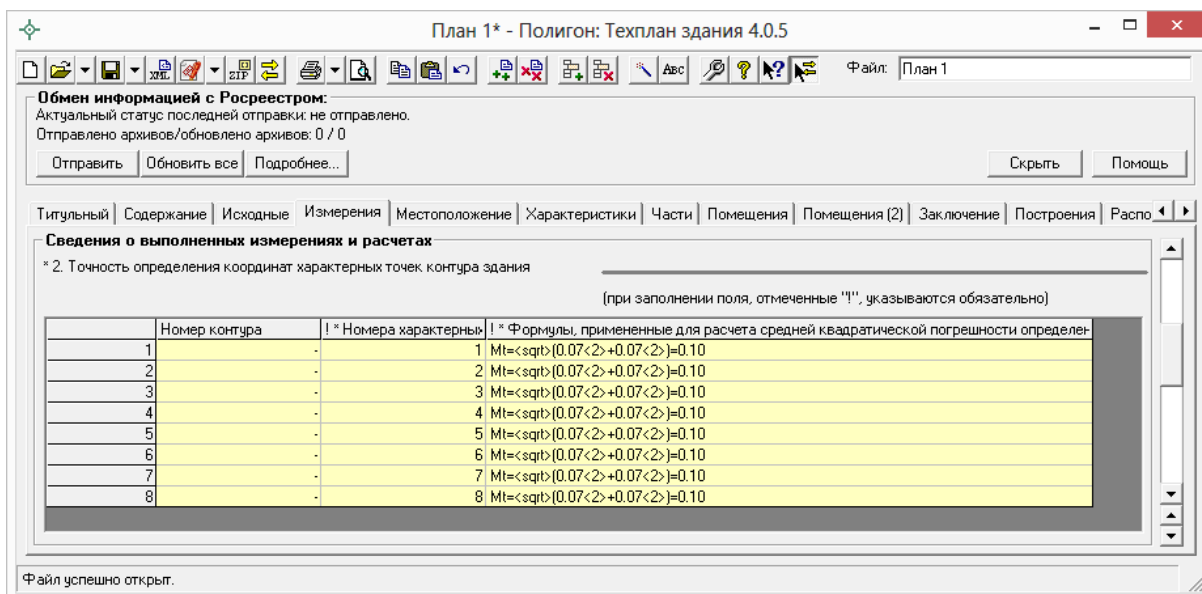 План 1* - Полигон: Техплан здания 4.0.5
XML ZIP ABC Файл: План 1
Обмен информацией с Росреестром:
Актуальный статус последней отправки: не отправлено.
Отправлено архивов/обновлено архивов: 0 / 0
Отправить Обновить все Подробнее... Скрыть Помощь
Титульный Содержание Исходные Измерения Местоположение Характеристики Части Помещения Помещения (2) Заключение Построения Распо
Сведения о выполненных измерениях и расчетах
* 2. Точность определения координат характерных точек контура здания
(при заполнении поля, отмеченные "!", указываются обязательно)
Номер контура ! * Номера характерных ! * Формулы, примененные для расчета средней квадратической погрешности определен
1 - 1 Mt=<sqrt>(0.07<2>+0.07<2>)=0.10
2 - 2 Mt=<sqrt>(0.07<2>+0.07<2>)=0.10
3 - 3 Mt=<sqrt>(0.07<2>+0.07<2>)=0.10
4 - 4 Mt=<sqrt>(0.07<2>+0.07<2>)=0.10
5 - 5 Mt=<sqrt>(0.07<2>+0.07<2>)=0.10
6 - 6 Mt=<sqrt>(0.07<2>+0.07<2>)=0.10
7 - 7 Mt=<sqrt>(0.07<2>+0.07<2>)=0.10
8 - 8 Mt=<sqrt>(0.07<2>+0.07<2>)=0.10
Файл успешно открыт.